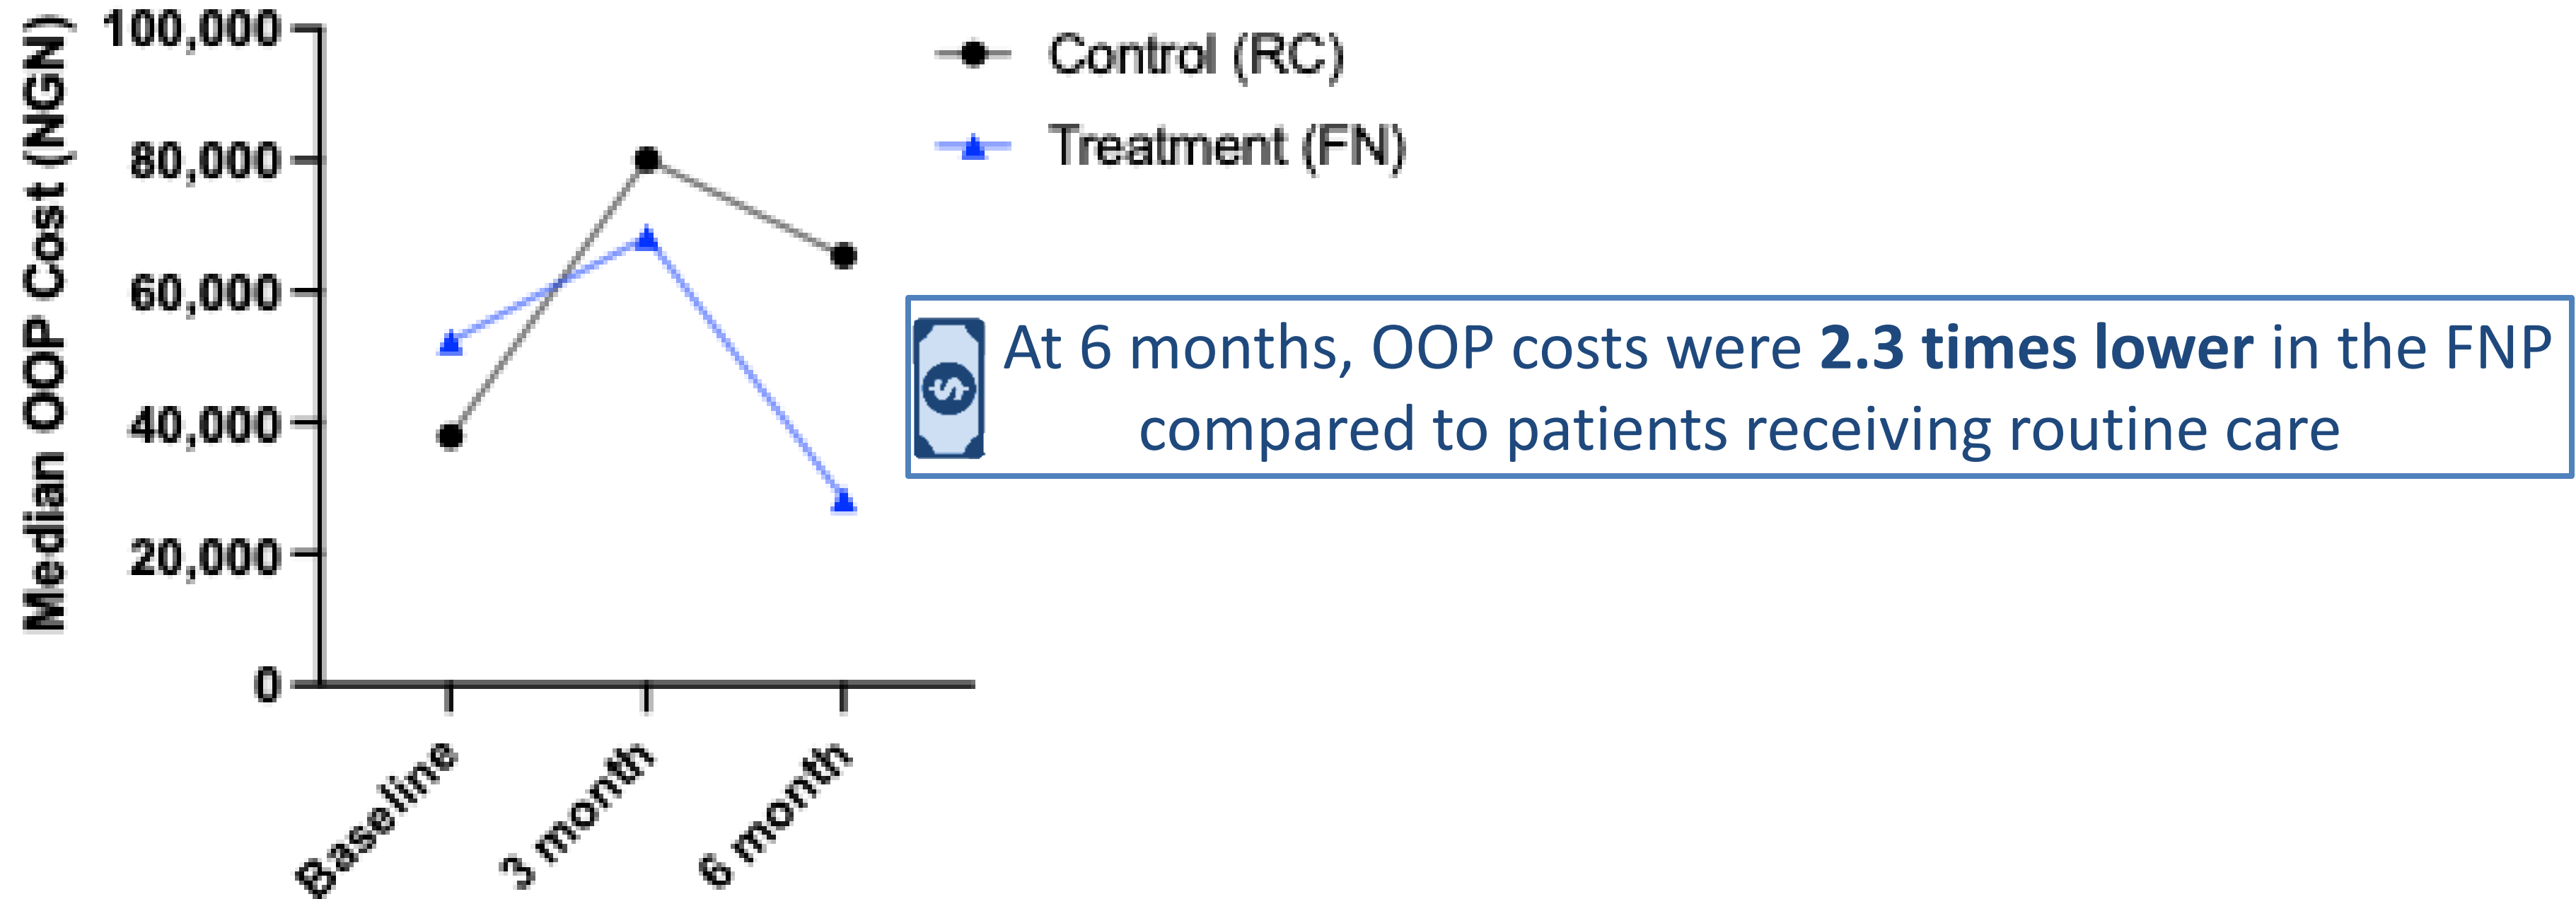 Median OOP Cost (NGN)
100,000
80,000
60,000
40,000
20,000
0
Baseline
3 month
6 month
Control (RC)
Treatment (FN)
$
At 6 months, OOP costs were 2.3 times lower in the FNP
compared to patients receiving routine care